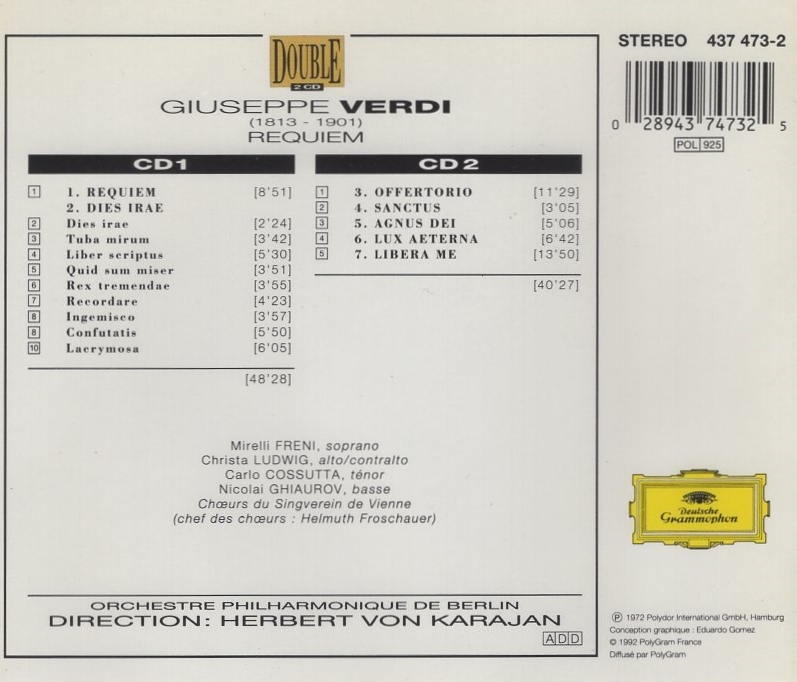 DOUBLE
2 CD
GIUSEPPE VERDI
(1813 - 1901)
REQUIEM
CD 1
1 1. REQUIEM [8'51]
2. DIES IRAE
2 Dies irae [2'24]
3 Tuba mirum [3'42]
4 Liber scriptus [5'30]
5 Quid sum miser [3'51]
6 Rex tremendae [3'55]
7 Recordare [4'23]
8 Ingemisco [3'57]
8 Confutatis [5'50]
10 Lacrymosa [6'05]
[48'28]
CD 2
1 3. OFFERTORIO [11'29]
2 4. SANCTUS [3'05]
3 5. AGNUS DEI [5'06]
4 6. LUX AETERNA [6'42]
5 7. LIBERA ME [13'50]
[40'27]
Mirelli FRENI, soprano
Christa LUDWIG, alto/contralto
Carlo COSSUTTA, ténor
Nicolai GHIAUROV, basse
Chœurs du Singverein de Vienne
(chef des chœurs : Helmuth Froschauer)
ORCHESTRE PHILHARMONIQUE DE BERLIN
DIRECTION: HERBERT VON KARAJAN
ADD
STEREO 437 473-2
0 28943 74732 5
POL 925
Deutsche
Grammophon
℗ 1972 Polydor International GmbH, Hamburg
Conception graphique : Eduardo Gomez
© 1992 PolyGram France
Diffusé par PolyGram